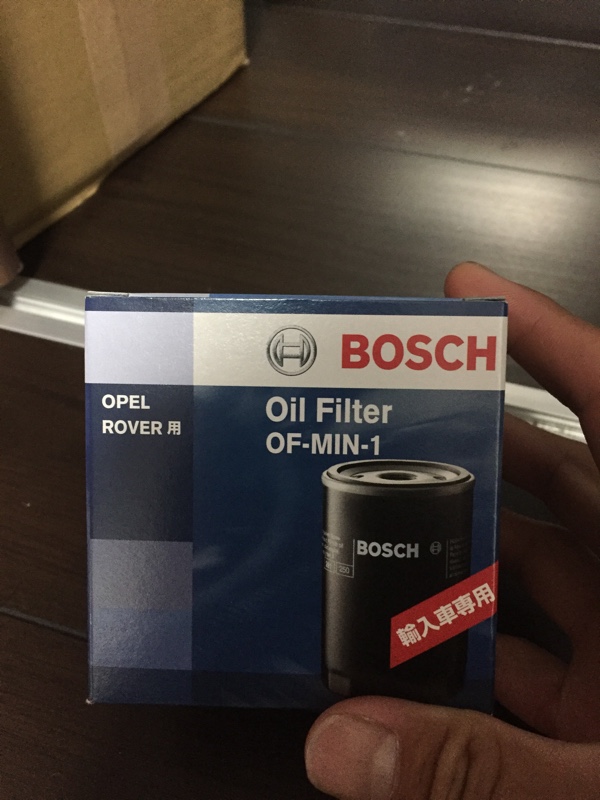 BOSCH
OPEL
ROVER 用
Oil Filter
OF-MIN-1
BOSCH
輸入車専用